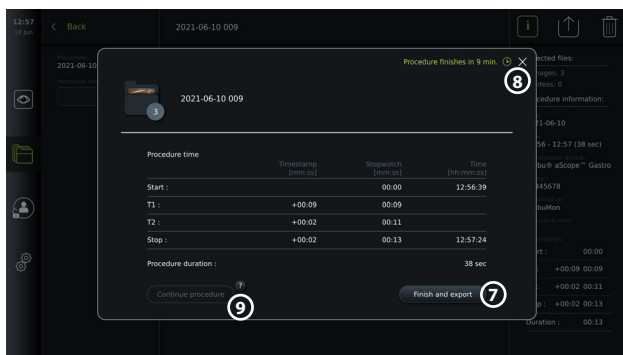 12:57
10 Jun
Back
2021-06-10 009
i
Procedure
2021-06-10
Procedure finishes in 9 min.
8
3
2021-06-10 009
Procedure time
Timestamp [mm:ss]
Stopwatch [mm:ss]
Time [hh:mm:ss]
Start : 00:00 12:56:39
T1 : +00:09 00:09
T2 : +00:02 00:11
Stop : +00:02 00:13 12:57:24
Procedure duration : 38 sec
Continue procedure
?
9
Finish and export
7
ected files:
ages: 3
deos: 0
cedure information:
1-06-10
56 - 12:57 (38 sec)
bu® aScope™ Gastro
345678
buMon
rt : 00:00
: +00:09 00:09
: +00:02 00:11
p : +00:02 00:13
Duration : 00:13